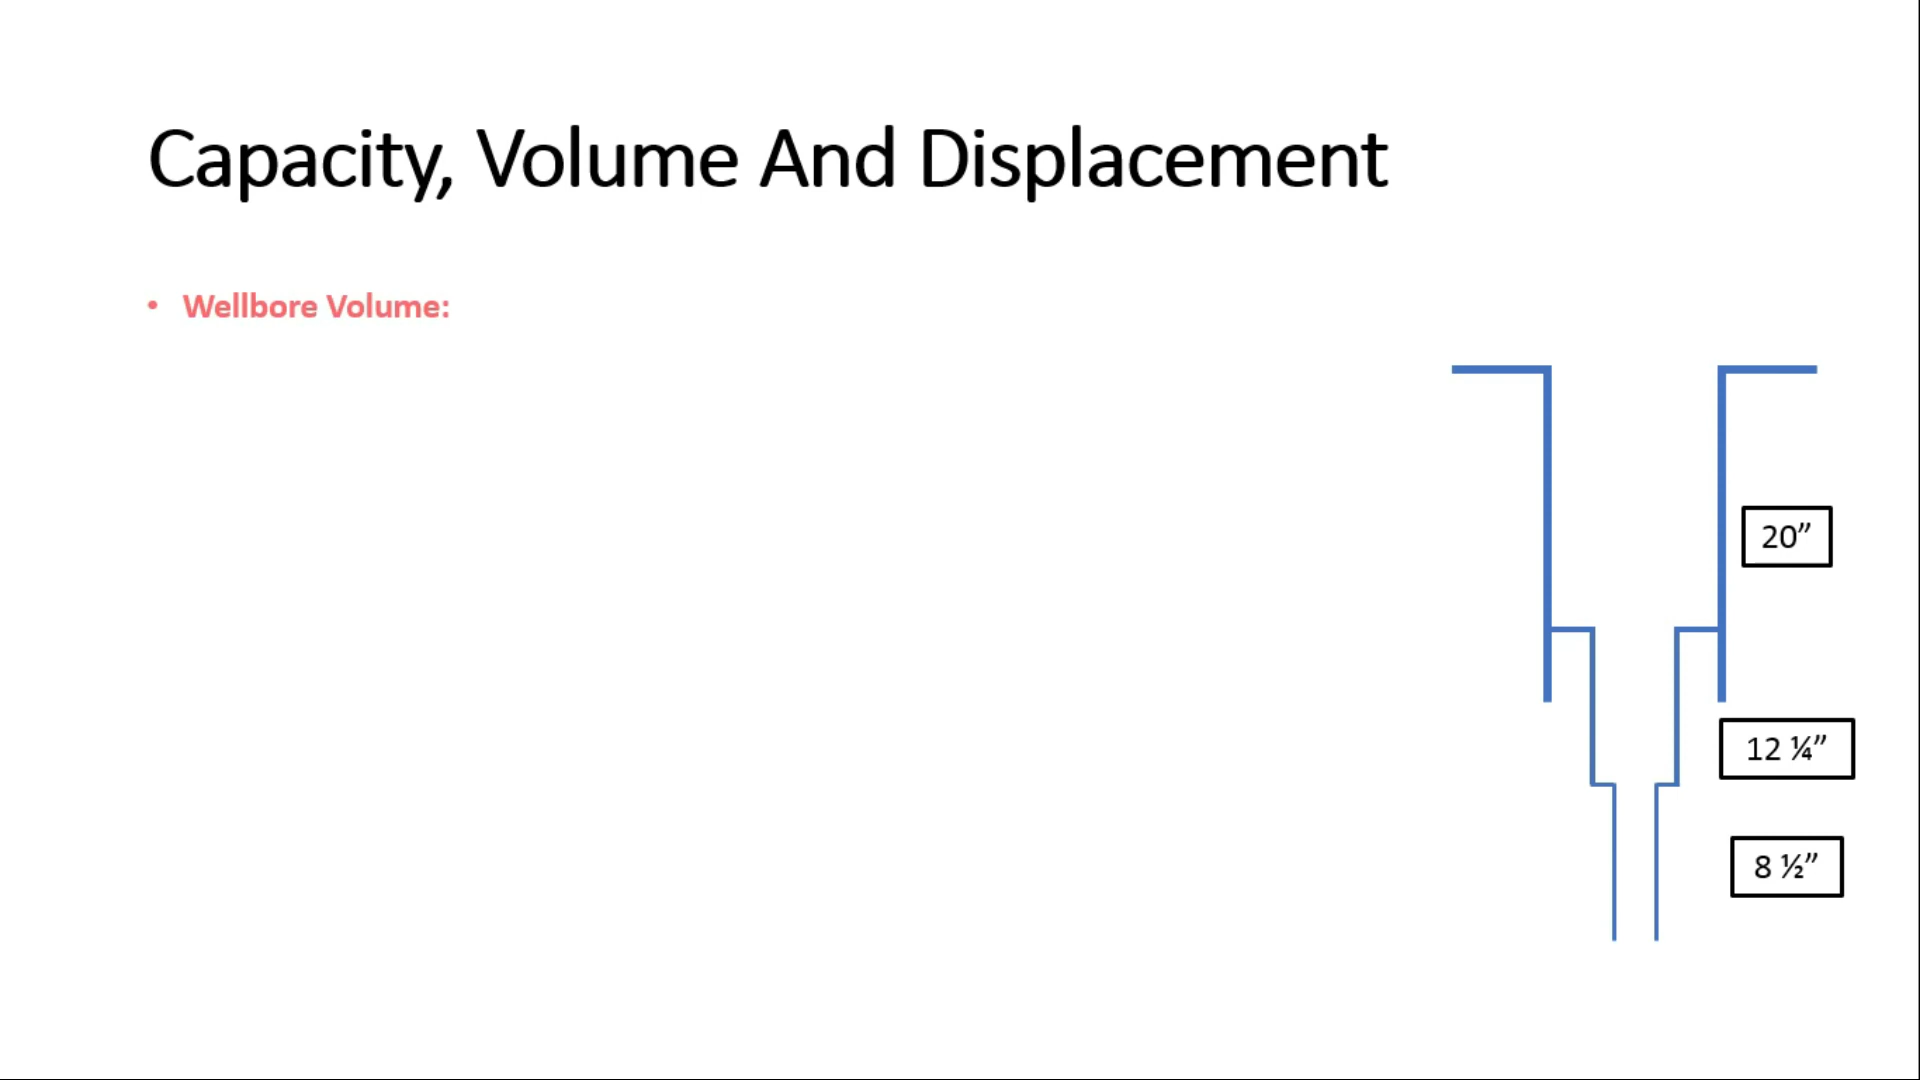 Capacity, Volume And Displacement
• Wellbore Volume:
20”
12 ¼”
8 ½”